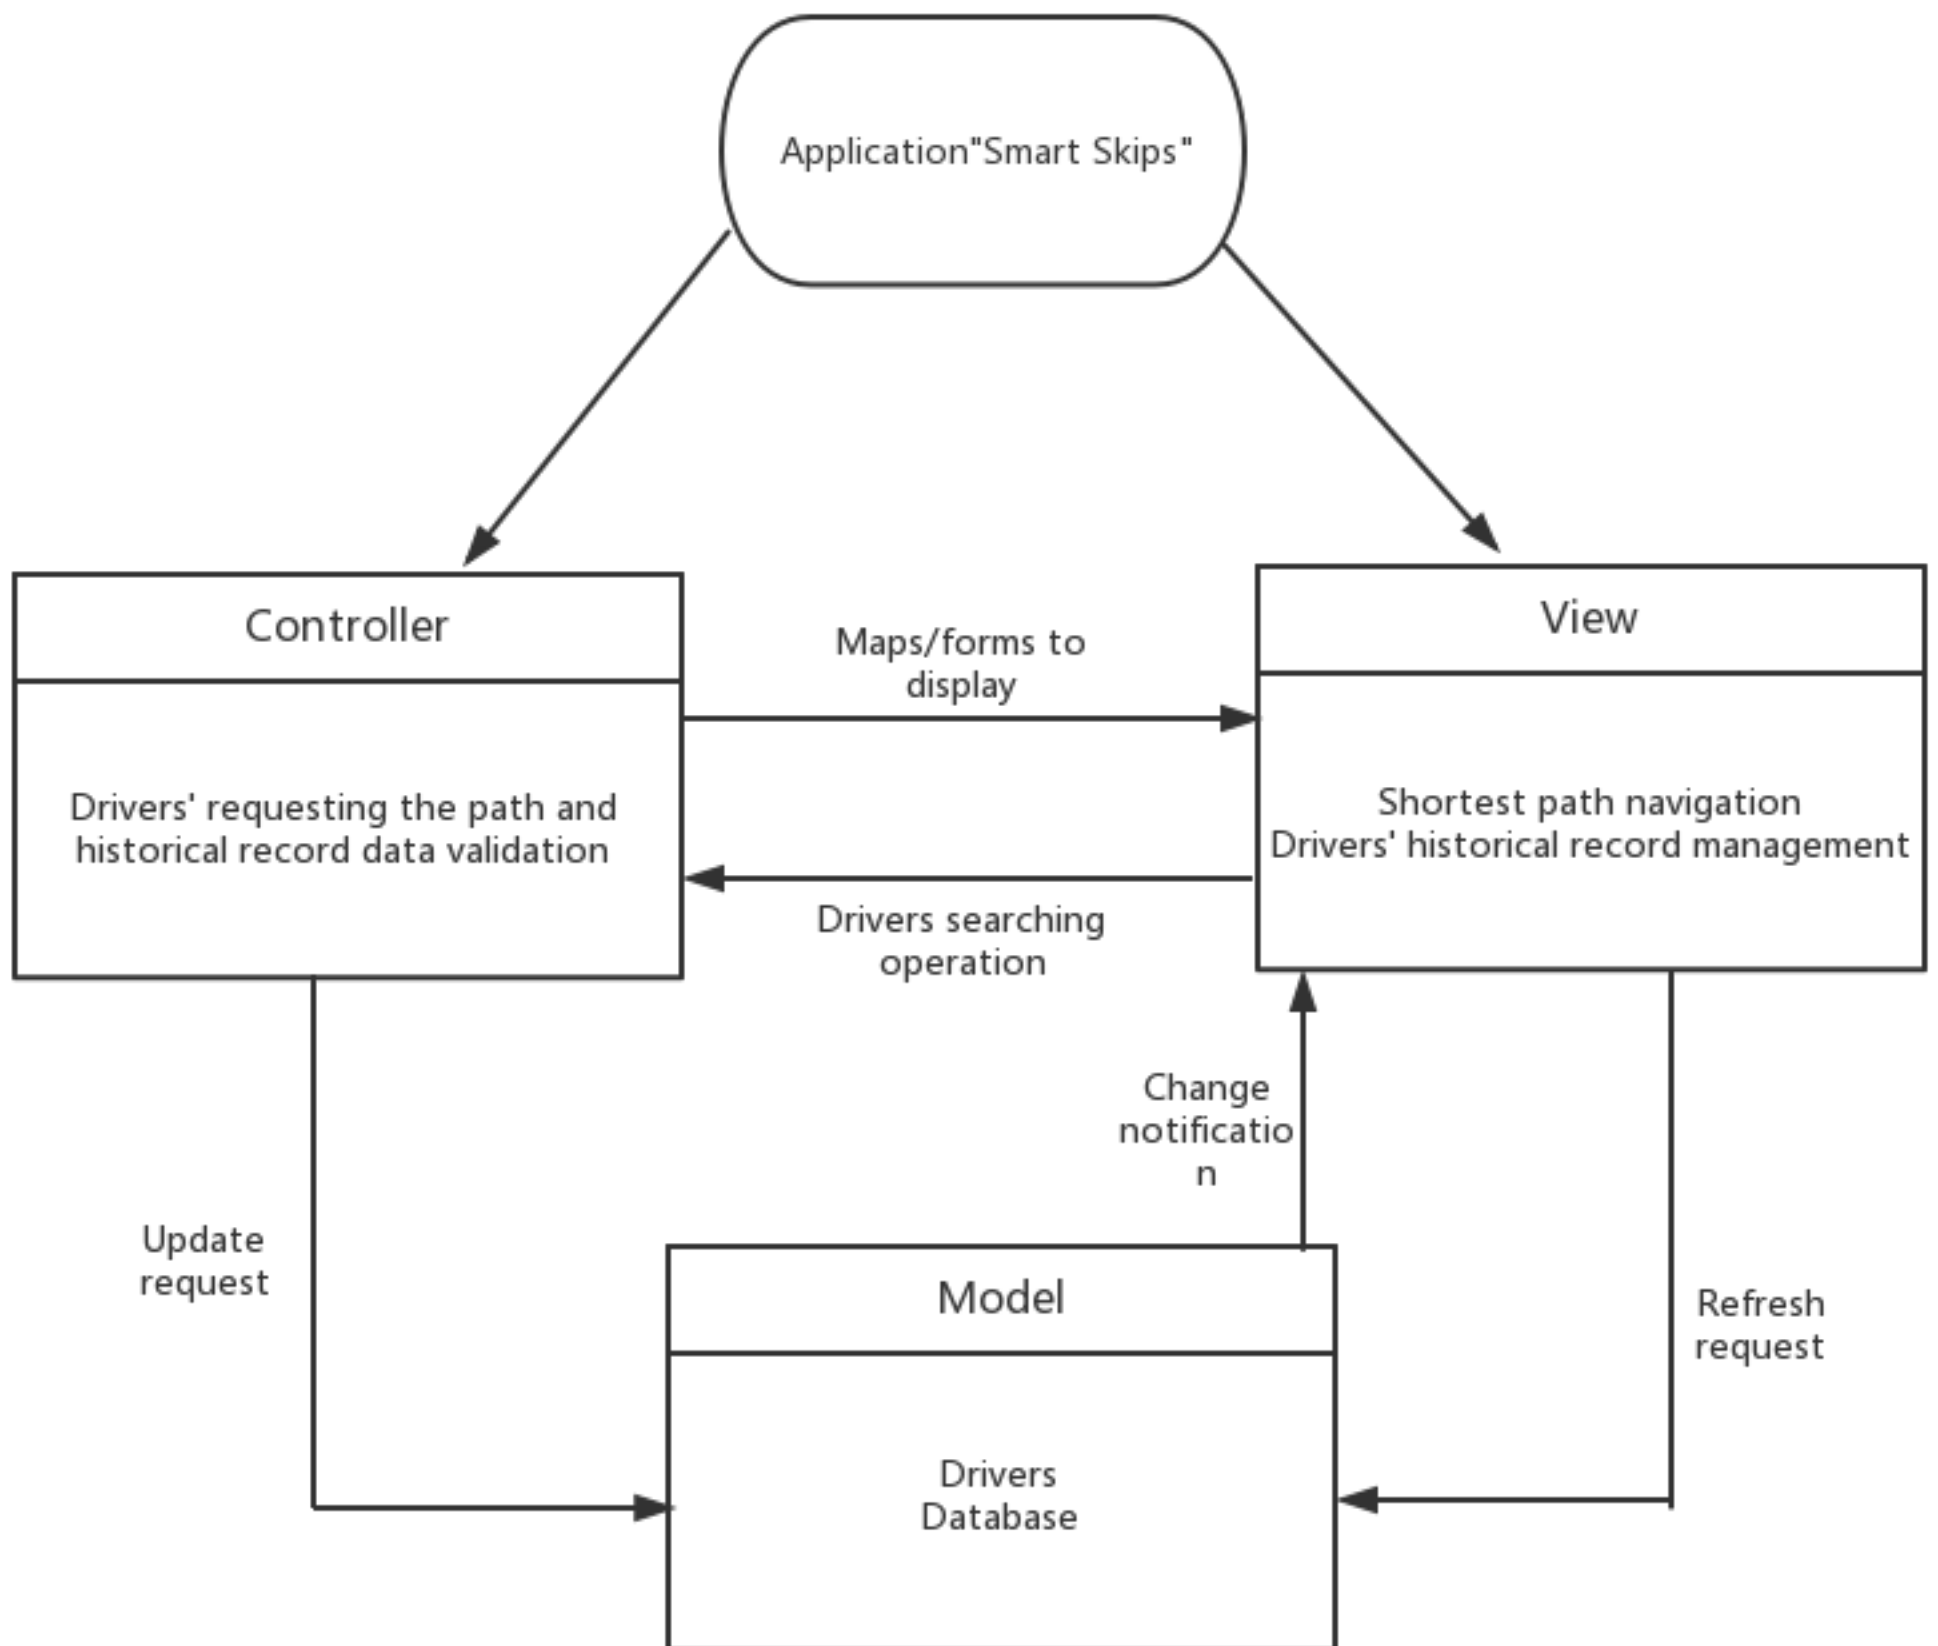 Application"Smart Skips"
Controller
View
Maps/forms to
display
Drivers' requesting the path and
historical record data validation
Shortest path navigation
Drivers' historical record management
Drivers searching
operation
Change
notificatio
n
Update
request
Model
Refresh
request
Drivers
Database